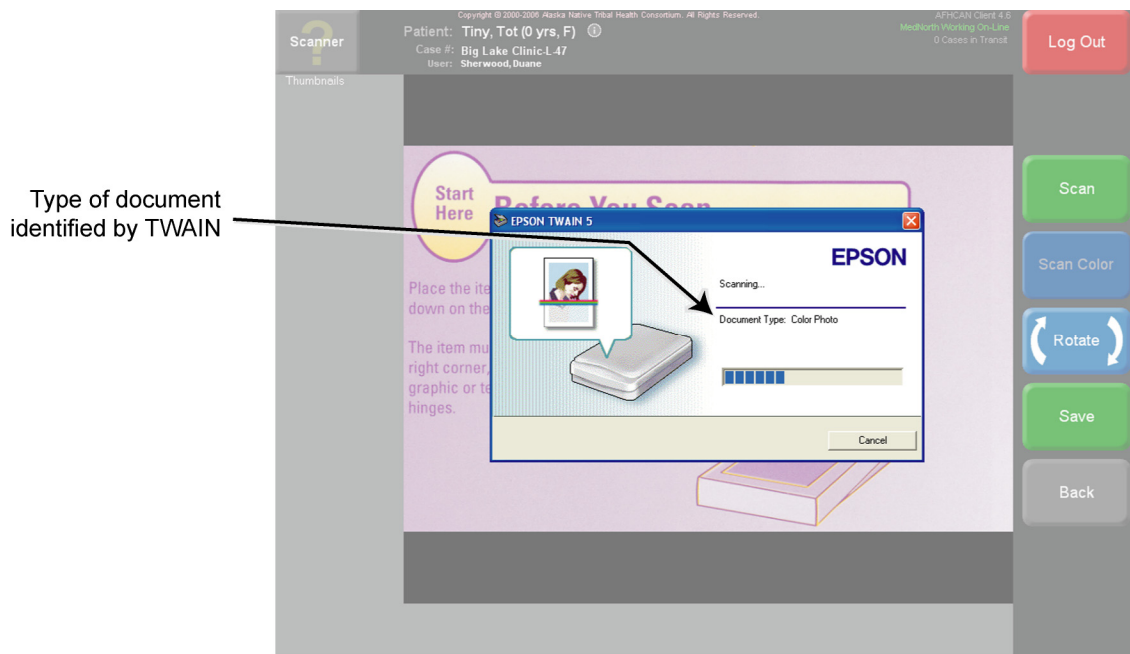 Copyright © 2000-2006 Alaska Native Tribal Health Consortium. All Rights Reserved.
AFHCAN Client 4.6
Scanner
Patient: Tiny, Tot (0 yrs, F)
MedNorth Working On-Line
Case #: Big Lake Clinic-L-47
0 Cases in Transit
User: Sherwood, Duane
Log Out
Thumbnails
Type of document
identified by TWAIN
Start
Here
Before You Scan
EPSON TWAIN 5
EPSON
Scanning...
Document Type: Color Photo
Cancel
Place the ite
down on the
The item mu
right corner,
graphic or te
hinges.
Scan
Scan Color
Rotate
Save
Back